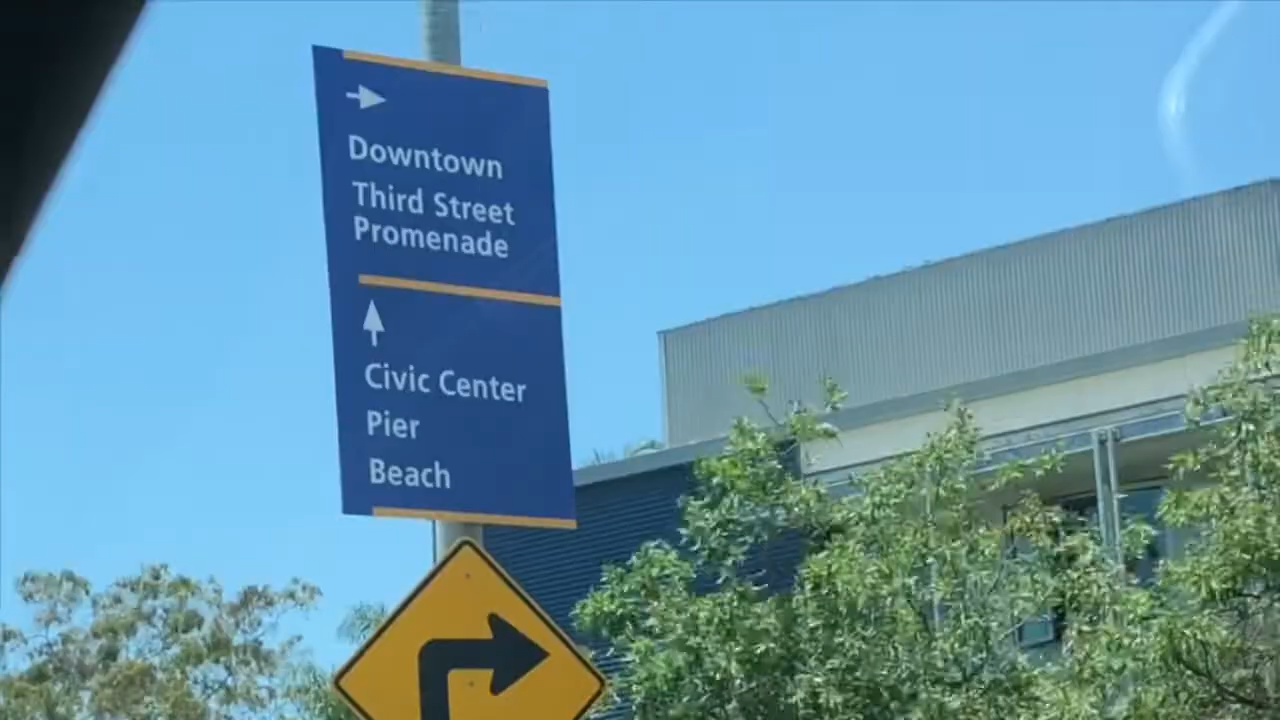 Downtown
Third Street
Promenade
Civic Center
Pier
Beach